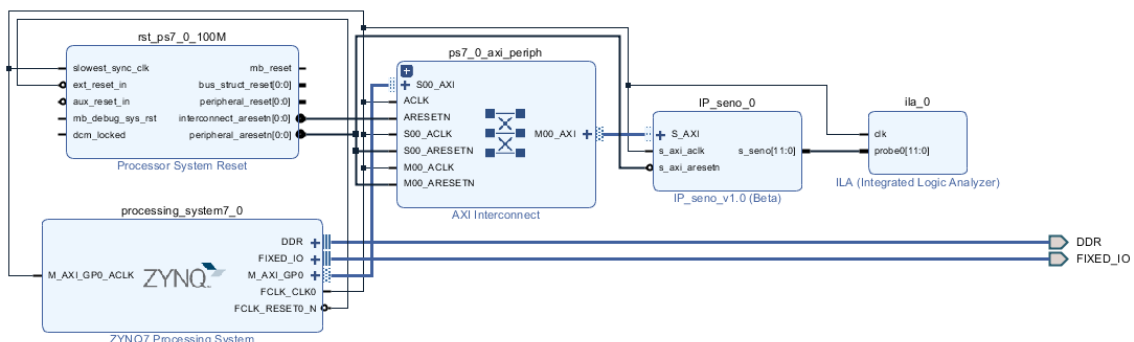 rst_ps7_0_100M
slowest_sync_clk
ext_reset_in
aux_reset_in
mb_debug_sys_rst
dcm_locked
mb_reset
bus_struct_reset[0:0]
peripheral_reset[0:0]
interconnect_aresetn[0:0]
peripheral_aresetn[0:0]
Processor System Reset
ps7_0_axi_periph
S00_AXI
ACLK
ARESETN
S00_ACLK
S00_ARESETN
M00_ACLK
M00_ARESETN
M00_AXI
AXI Interconnect
IP_seno_0
S_AXI
s_axi_aclk
s_axi_aresetn
s_seno[11:0]
IP_seno_v1.0 (Beta)
ila_0
clk
probe0[11:0]
ILA (Integrated Logic Analyzer)
processing_system7_0
M_AXI_GP0_ACLK
ZYNQ
DDR
FIXED_IO
M_AXI_GP0
FCLK_CLK0
FCLK_RESET0_N
ZYNQ7 Processing System
DDR
FIXED_IO